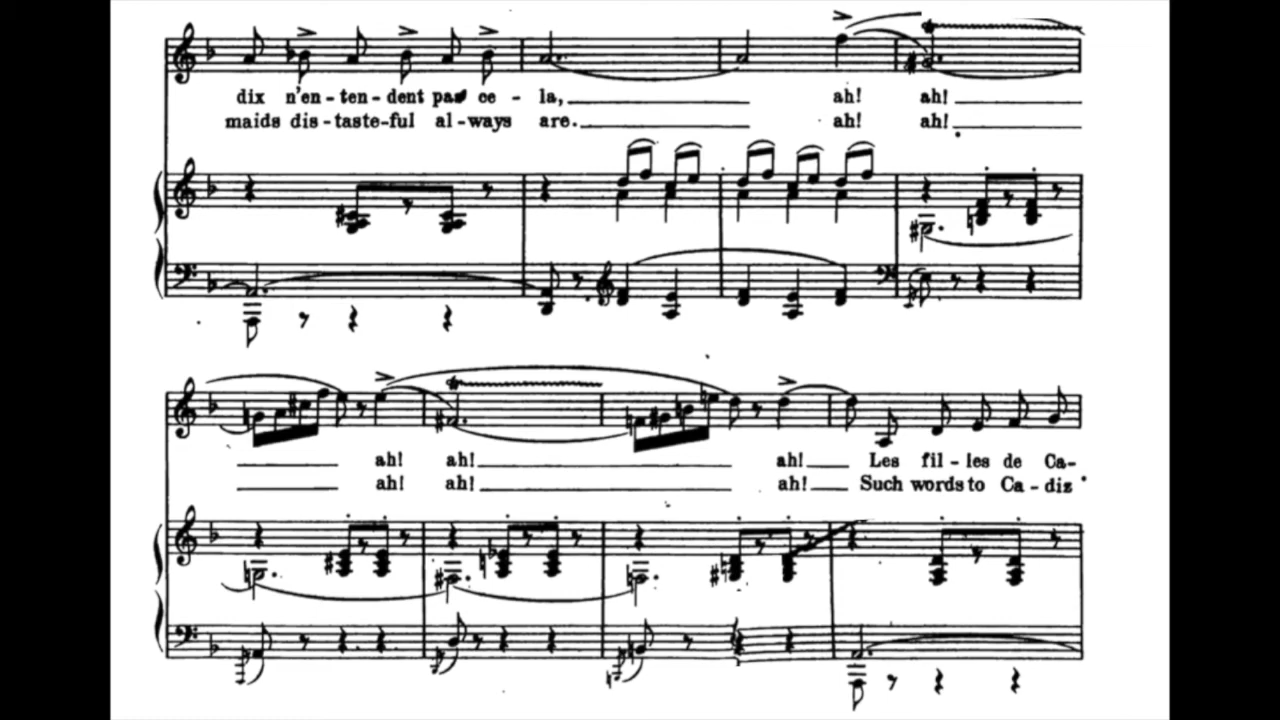 dix n'en-ten-dent pas ce - la, ah! ah!
maids dis-taste-ful al-ways are. ah! ah!
ah! ah! ah! Les fil-les de Ca-
ah! ah! ah! Such words to Ca-diz